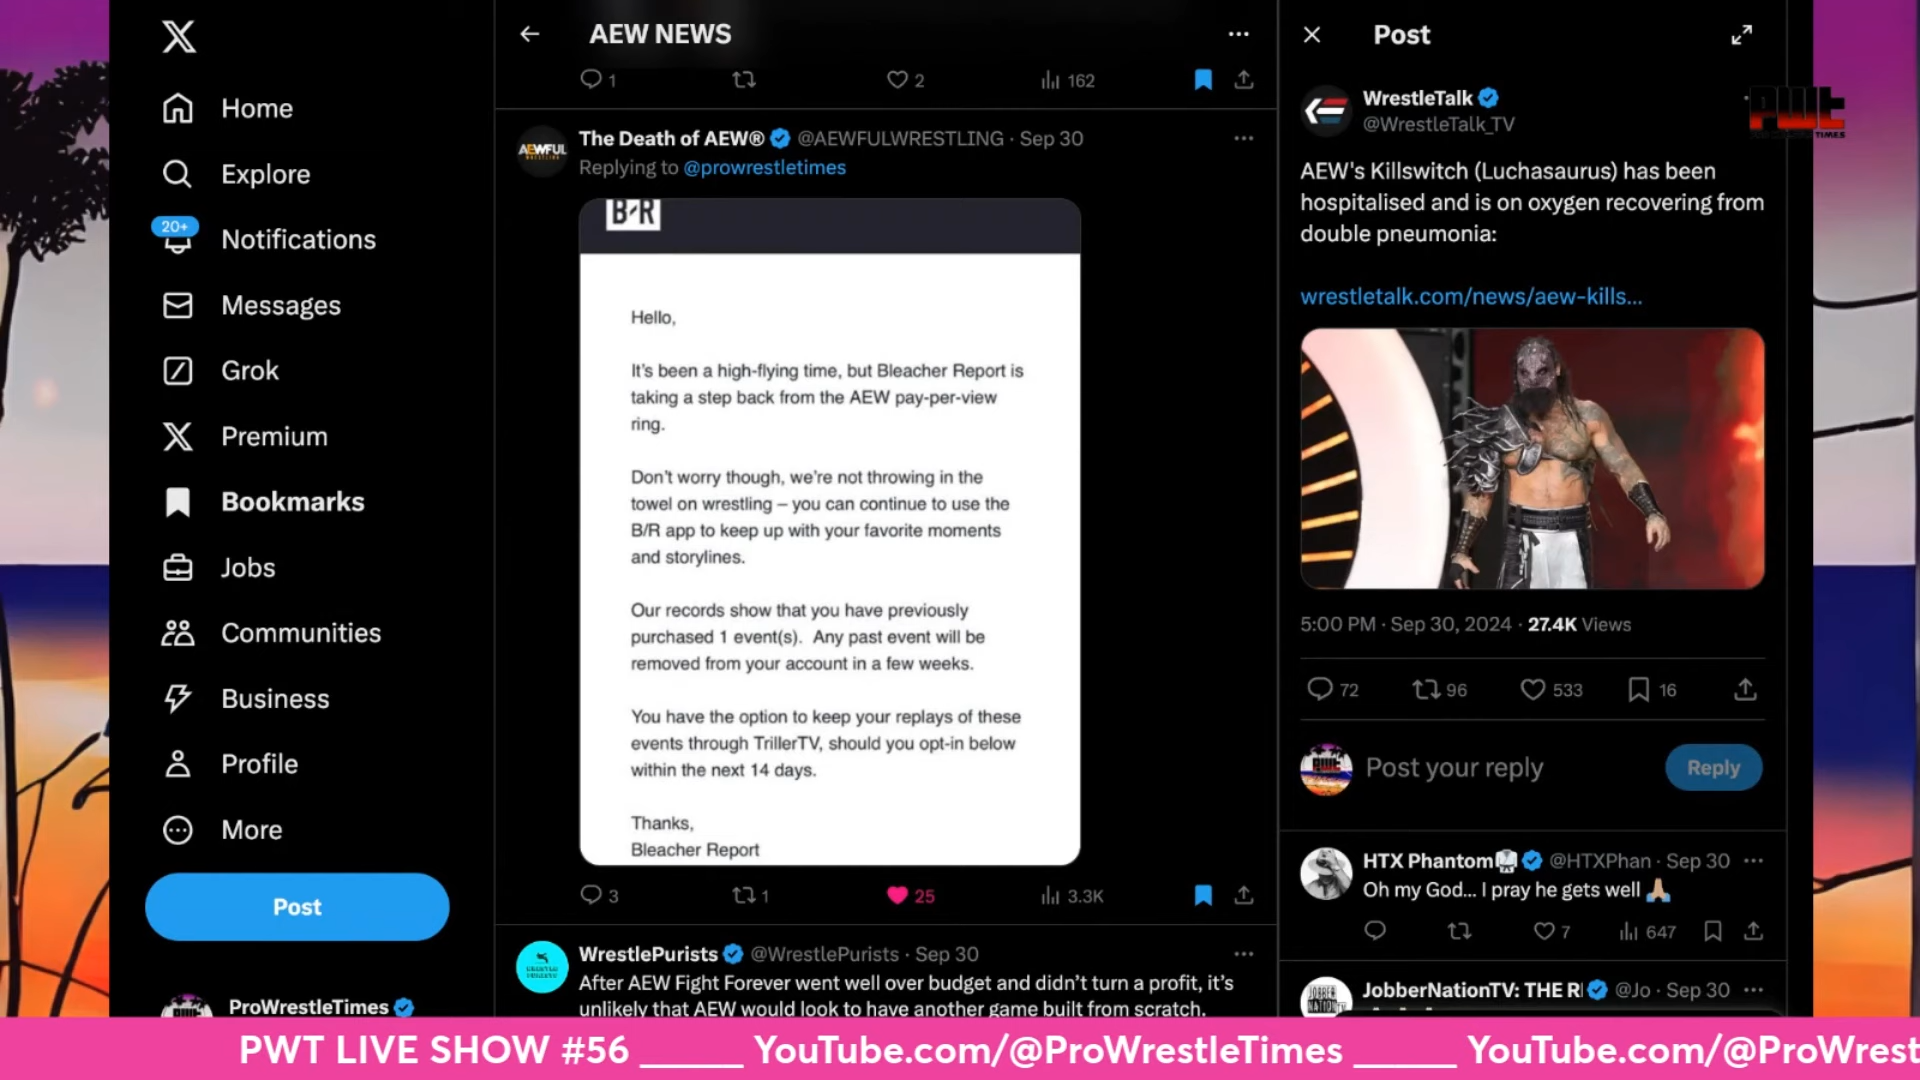 Home
Explore
20+
Notifications
Messages
Grok
Premium
Bookmarks
Jobs
Communities
Business
Profile
More
Post
ProWrestleTimes
AEW NEWS
1
2
162
The Death of AEW® @AEWFULWRESTLING · Sep 30
Replying to @prowrestletimes
AEWFUL
B/R
Hello,
It's been a high-flying time, but Bleacher Report is
taking a step back from the AEW pay-per-view
ring.
Don't worry though, we're not throwing in the
towel on wrestling – you can continue to use the
B/R app to keep up with your favorite moments
and storylines.
Our records show that you have previously
purchased 1 event(s).  Any past event will be
removed from your account in a few weeks.
You have the option to keep your replays of these
events through TrillerTV, should you opt-in below
within the next 14 days.
Thanks,
Bleacher Report
3
1
25
3.3K
WrestlePurists @WrestlePurists · Sep 30
After AEW Fight Forever went well over budget and didn't turn a profit, it's
unlikely that AEW would look to have another game built from scratch.
Post
WrestleTalk
@WrestleTalk_TV
PWt
TIMES
AEW's Killswitch (Luchasaurus) has been
hospitalised and is on oxygen recovering from
double pneumonia:
wrestletalk.com/news/aew-kills...
5:00 PM · Sep 30, 2024 · 27.4K Views
72
96
533
16
Post your reply
Reply
HTX Phantom @HTXPhan · Sep 30
Oh my God... I pray he gets well
7
647
JobberNationTV: THE R @Jo · Sep 30
PWT LIVE SHOW #56 _____ YouTube.com/@ProWrestleTimes _____ YouTube.com/@ProWrest